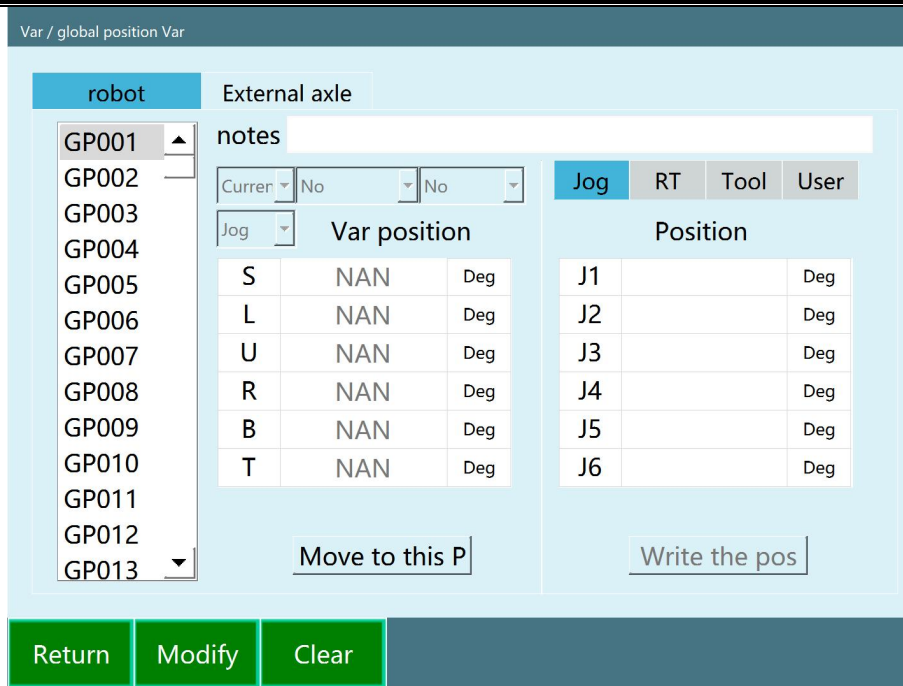 Var / global position Var
robot External axle
GP001
GP002
GP003
GP004
GP005
GP006
GP007
GP008
GP009
GP010
GP011
GP012
GP013
notes
Curren No No
Jog Var position
S NAN Deg
L NAN Deg
U NAN Deg
R NAN Deg
B NAN Deg
T NAN Deg
Move to this P
Jog RT Tool User
Position
J1 Deg
J2 Deg
J3 Deg
J4 Deg
J5 Deg
J6 Deg
Write the pos
Return Modify Clear